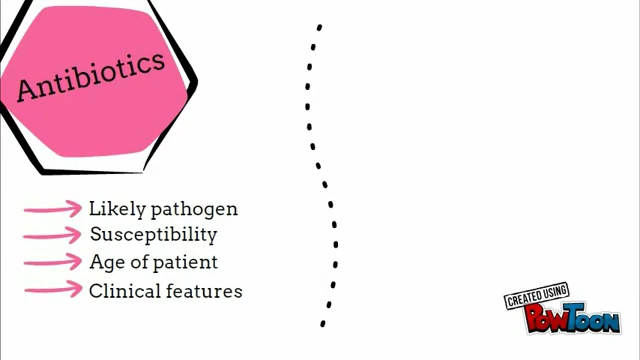 Antibiotics
Likely pathogen
Susceptibility
Age of patient
Clinical features
CREATED USING
POWTOON